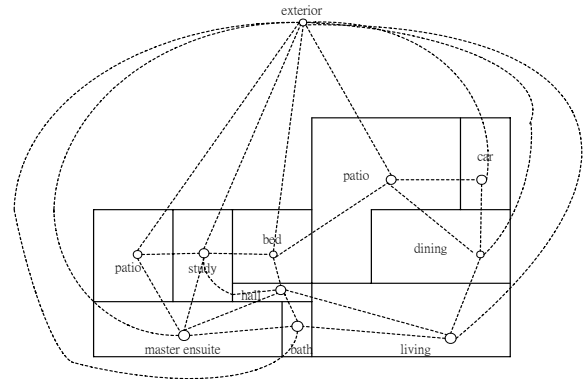 exterior
car
patio
bed
dining
patio
study
hall
master ensuite
bath
living